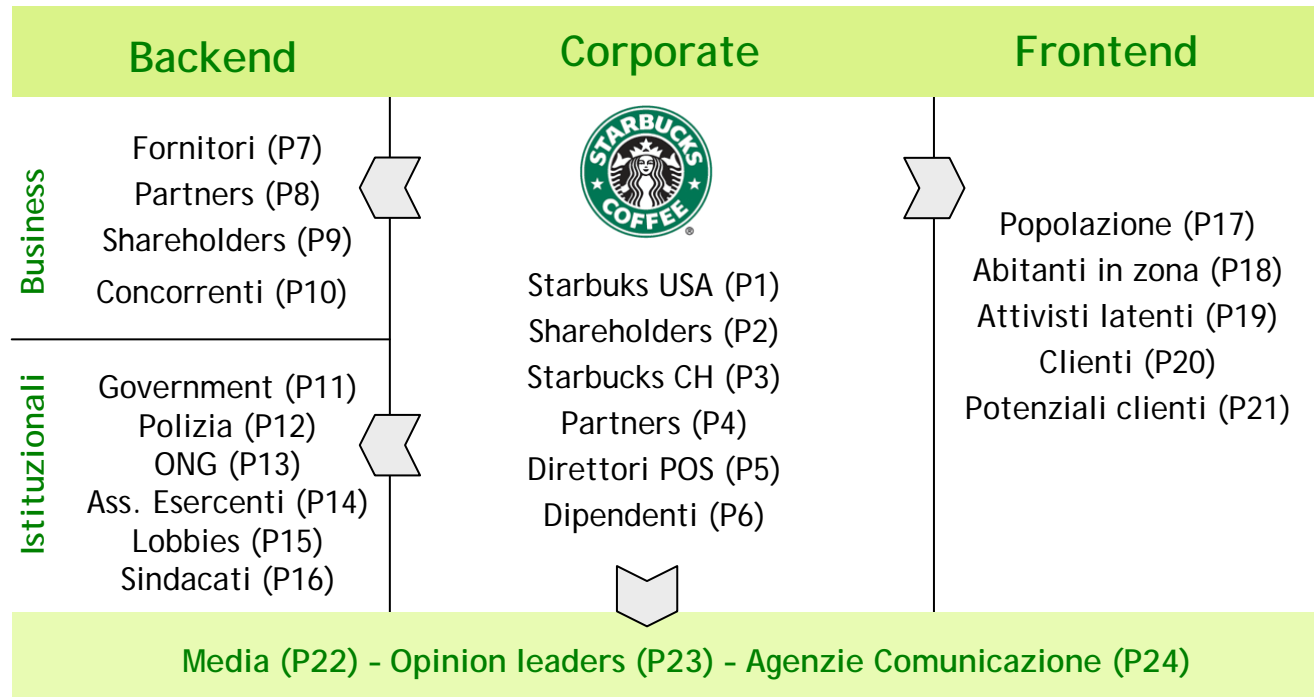 Backend
Corporate
Frontend
Business
Fornitori (P7)
Partners (P8)
Shareholders (P9)
Concorrenti (P10)
Istituzionali
Government (P11)
Polizia (P12)
ONG (P13)
Ass. Esercenti (P14)
Lobbies (P15)
Sindacati (P16)
STARBUCKS
COFFEE
®
Starbuks USA (P1)
Shareholders (P2)
Starbucks CH (P3)
Partners (P4)
Direttori POS (P5)
Dipendenti (P6)
Popolazione (P17)
Abitanti in zona (P18)
Attivisti latenti (P19)
Clienti (P20)
Potenziali clienti (P21)
Media (P22) - Opinion leaders (P23) - Agenzie Comunicazione (P24)